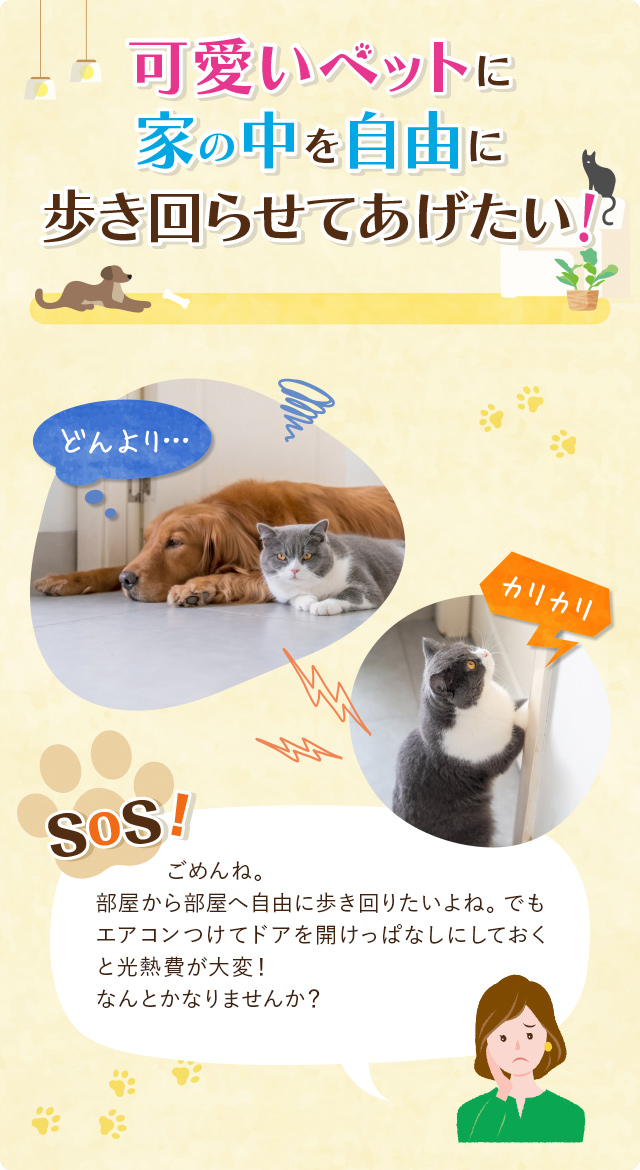 可愛いペットに
家の中を自由に
歩き回らせてあげたい!
どんより…
カリカリ
SOS!
ごめんね。
部屋から部屋へ自由に歩き回りたいよね。でも
エアコンつけてドアを開けっぱなしにしておく
と光熱費が大変!
なんとかなりませんか?